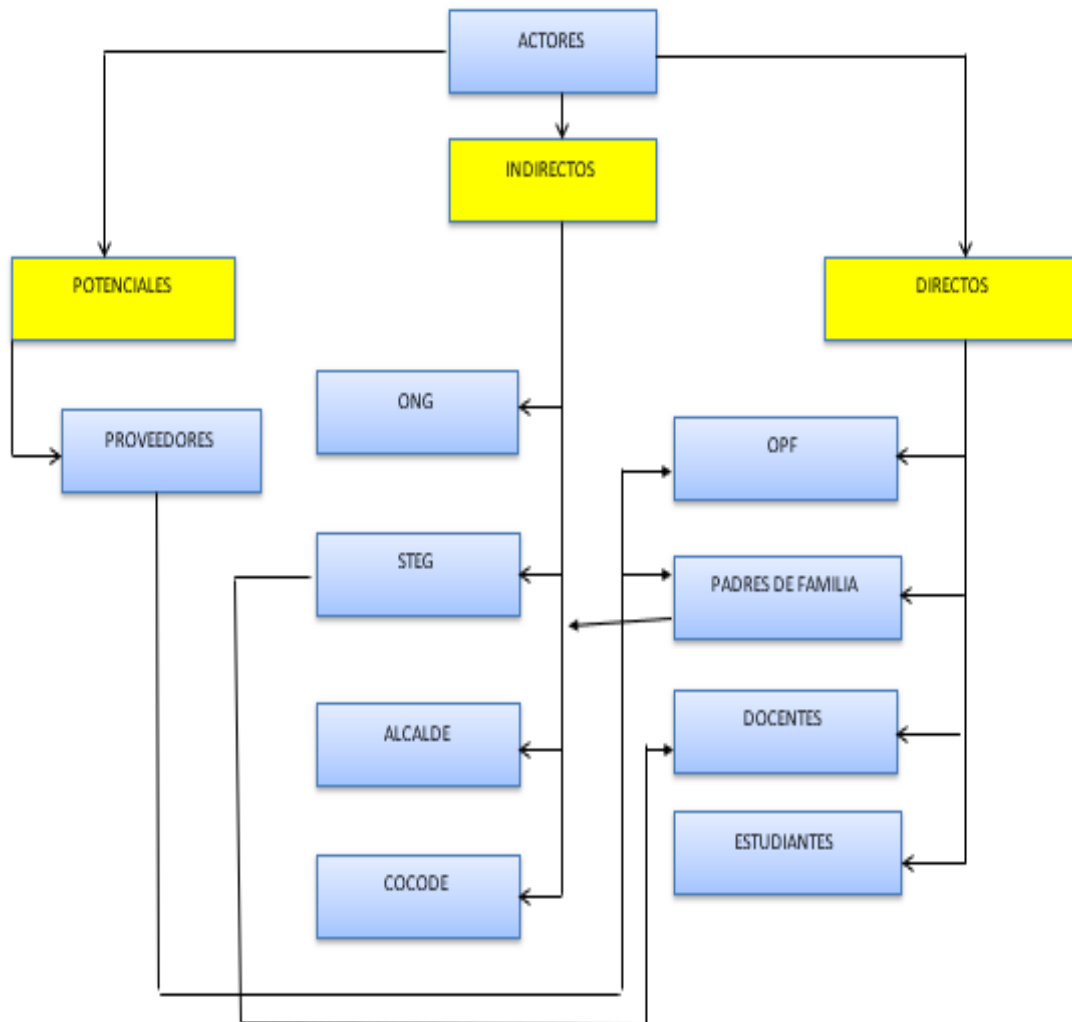 ACTORES
INDIRECTOS
POTENCIALES
DIRECTOS
ONG
PROVEEDORES
OPF
STEG
PADRES DE FAMILIA
ALCALDE
DOCENTES
ESTUDIANTES
COCODE